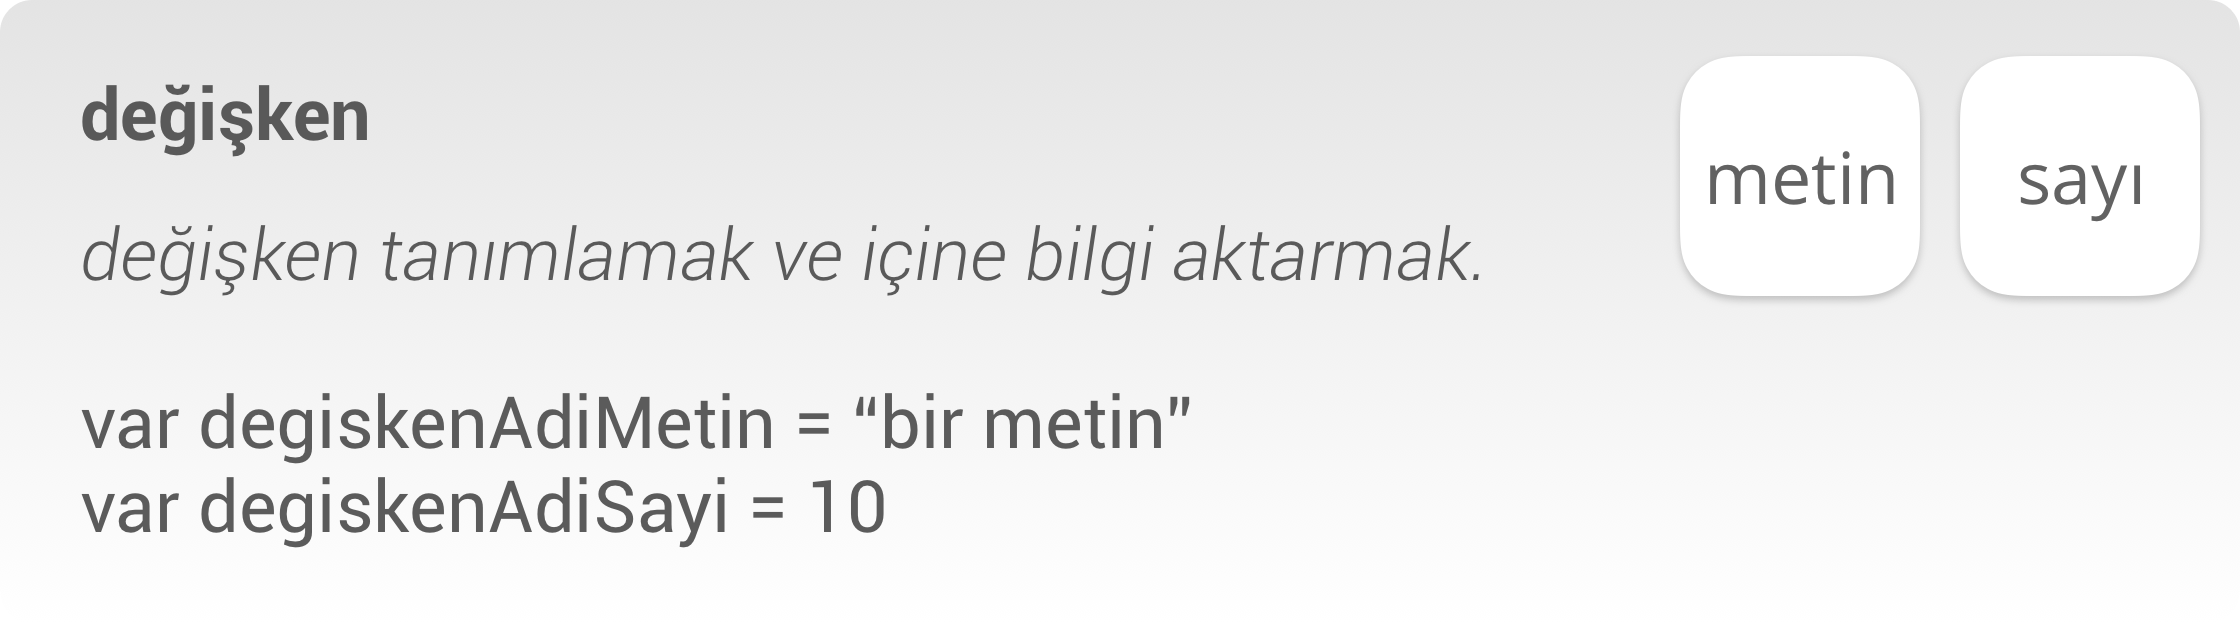 değişken
değişken tanımlamak ve içine bilgi aktarmak.
var degiskenAdiMetin = “bir metin”
var degiskenAdiSayi = 10
metin
sayı